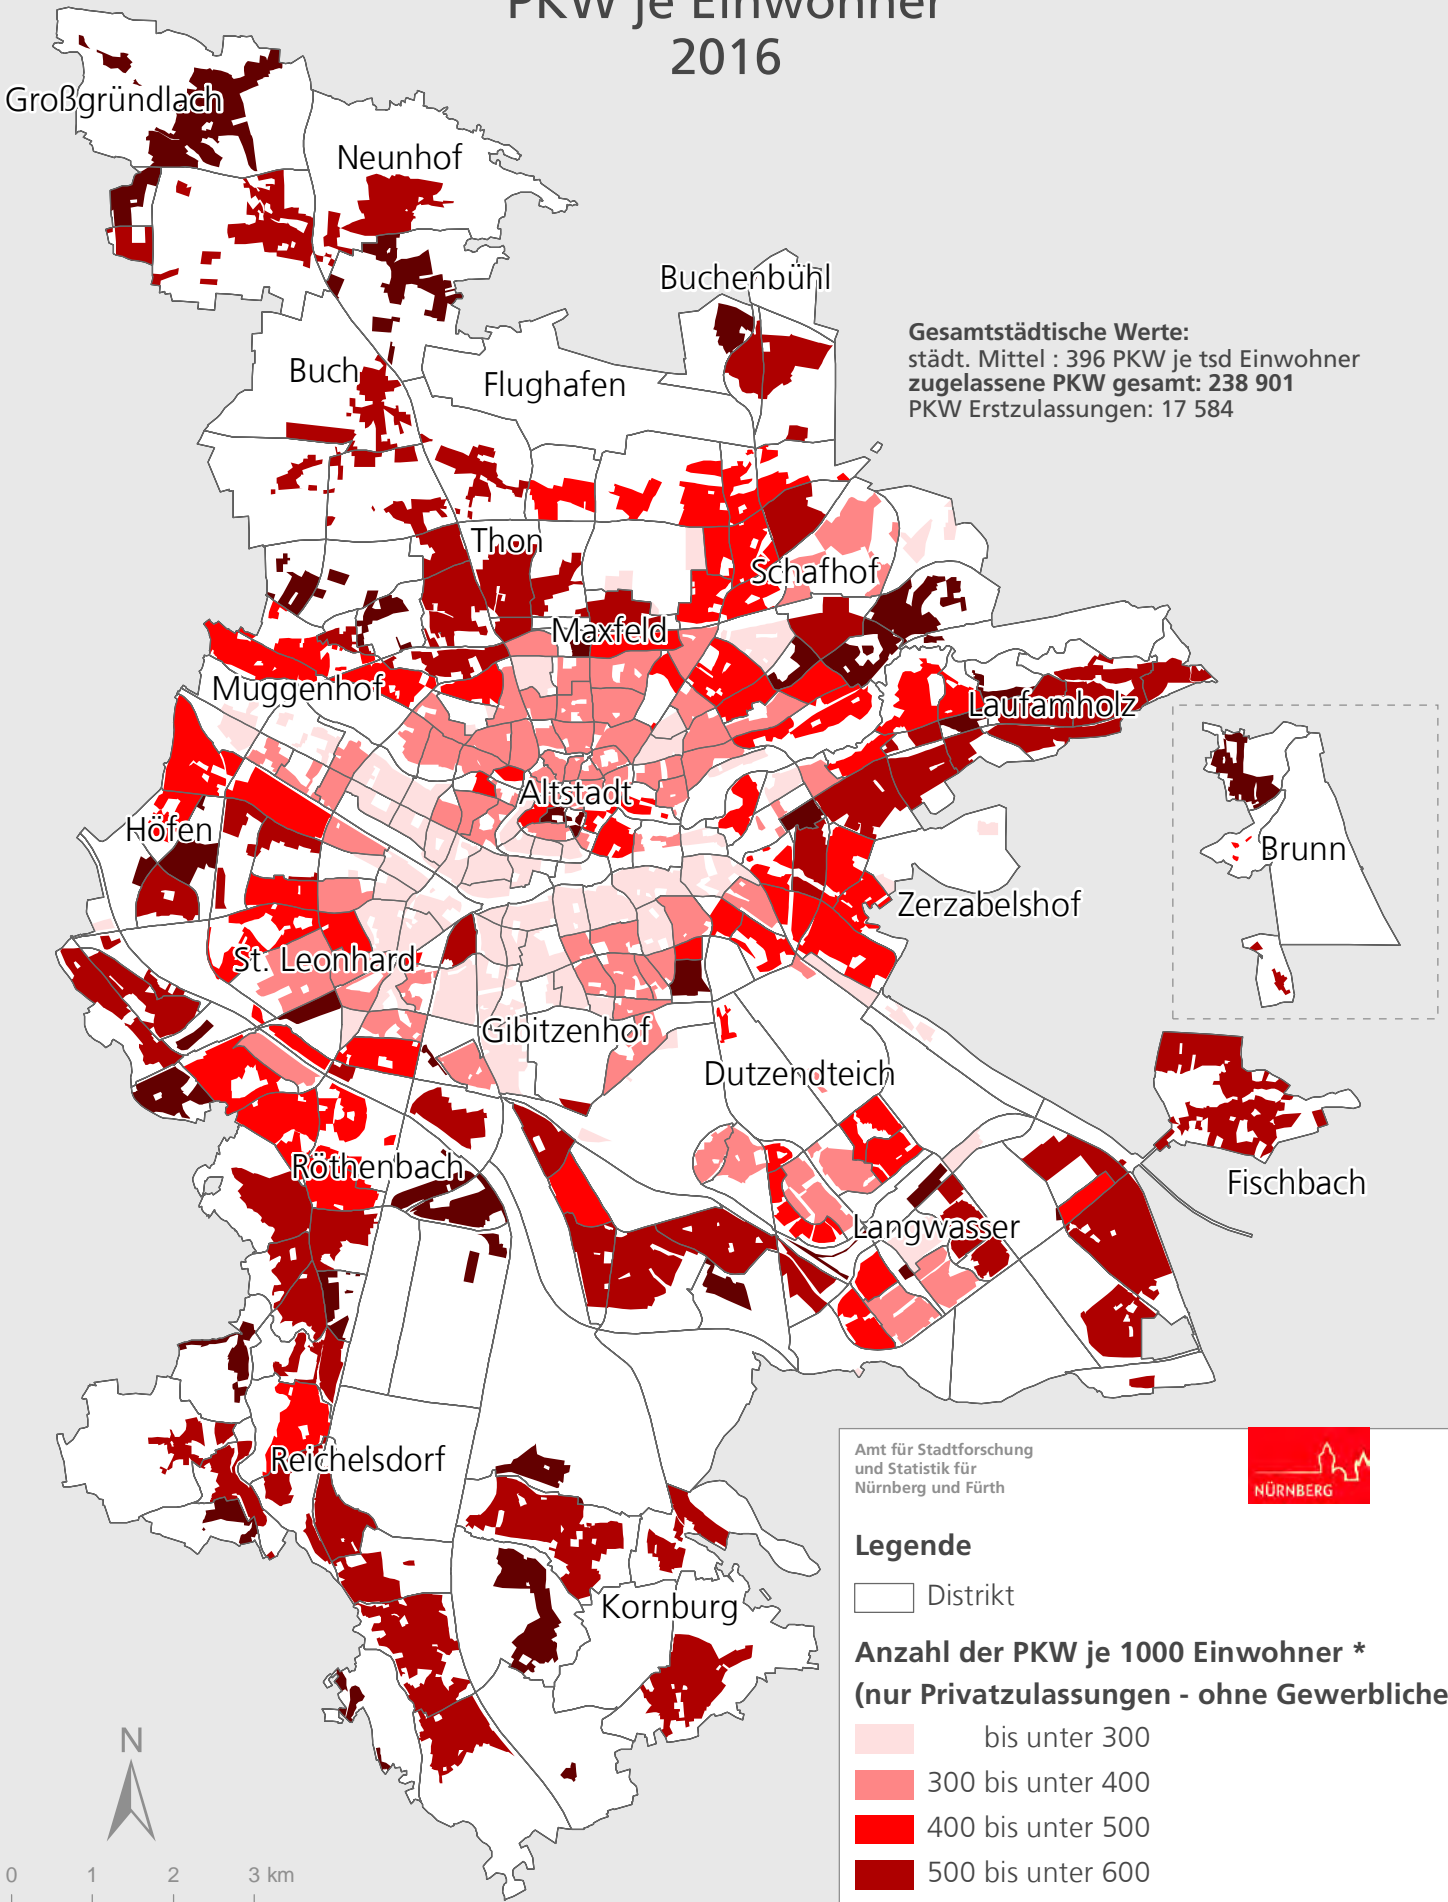 PKW je Einwohner
2016
Großgründlach
Neunhof
Buchenbühl
Gesamtstädtische Werte:
städt. Mittel : 396 PKW je tsd Einwohner
zugelassene PKW gesamt: 238 901
PKW Erstzulassungen: 17 584
Buch
Flughafen
Thon
Schafhof
Maxfeld
Muggenhof
Laufamholz
Altstadt
Höfen
Brunn
Zerzabelshof
St. Leonhard
Gibitzenhof
Dutzendteich
Röthenbach
Fischbach
Langwasser
Reichelsdorf
Kornburg
Amt für Stadtforschung
und Statistik für
Nürnberg und Fürth
NÜRNBERG
Legende
Distrikt
Anzahl der PKW je 1000 Einwohner *
(nur Privatzulassungen - ohne Gewerbliche
bis unter 300
300 bis unter 400
400 bis unter 500
500 bis unter 600
N
0 1 2 3 km